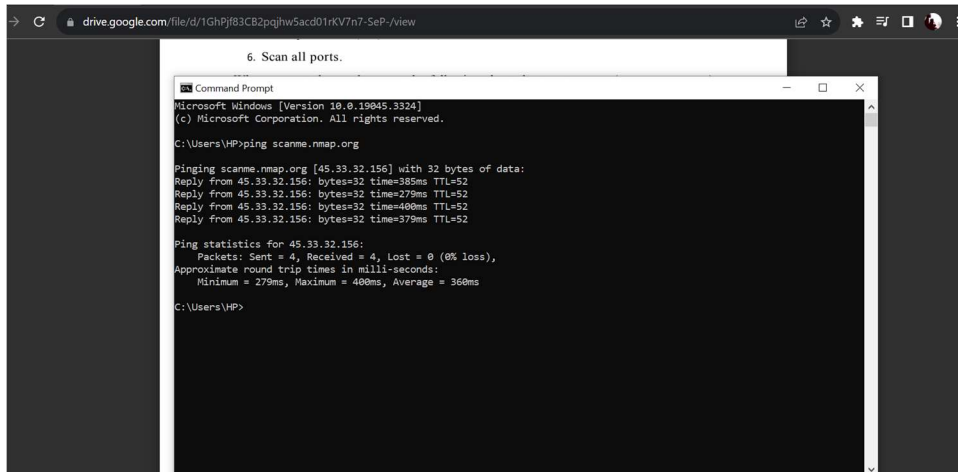 drive.google.com/file/d/1GhPjf83CB2pqjhw5acd01rKV7n7-SeP-/view
6. Scan all ports.
Command Prompt
Microsoft Windows [Version 10.0.19045.3324]
(c) Microsoft Corporation. All rights reserved.
C:\Users\HP>ping scanme.nmap.org
Pinging scanme.nmap.org [45.33.32.156] with 32 bytes of data:
Reply from 45.33.32.156: bytes=32 time=385ms TTL=52
Reply from 45.33.32.156: bytes=32 time=279ms TTL=52
Reply from 45.33.32.156: bytes=32 time=400ms TTL=52
Reply from 45.33.32.156: bytes=32 time=379ms TTL=52
Ping statistics for 45.33.32.156:
Packets: Sent = 4, Received = 4, Lost = 0 (0% loss),
Approximate round trip times in milli-seconds:
Minimum = 279ms, Maximum = 400ms, Average = 360ms
C:\Users\HP>